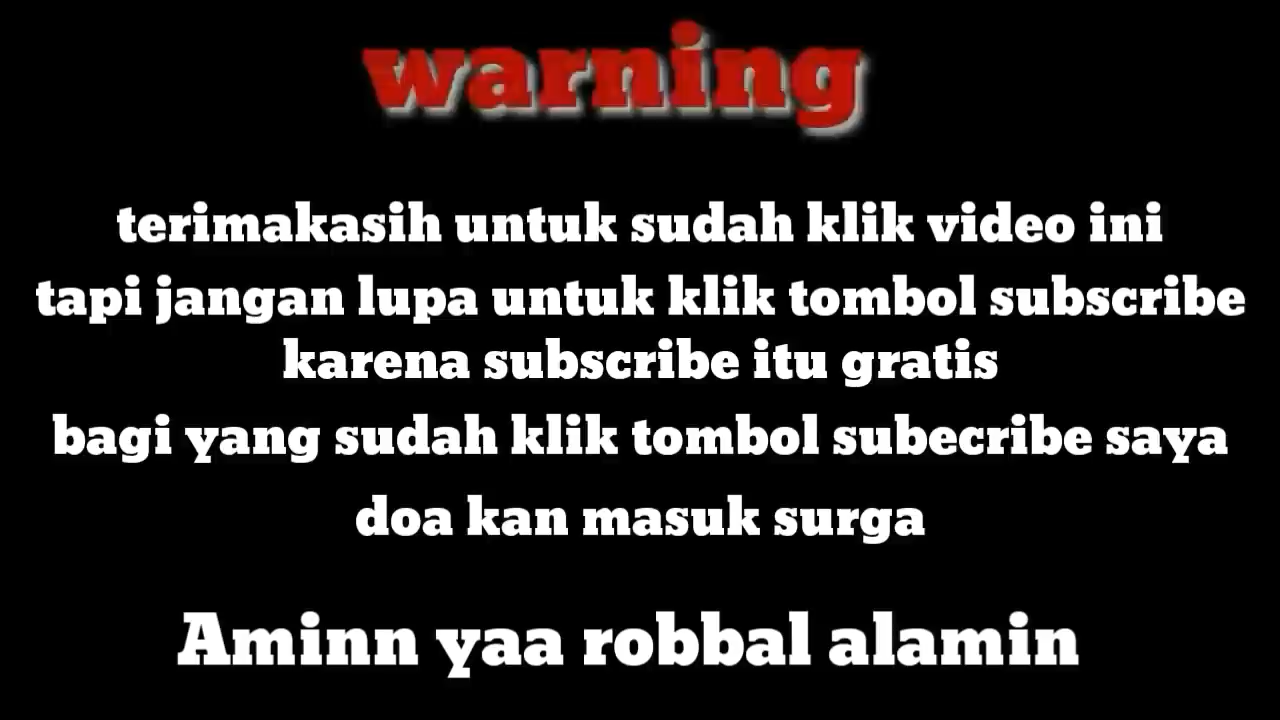 warning
terimakasih untuk sudah klik video ini
tapi jangan lupa untuk klik tombol subscribe
karena subscribe itu gratis
bagi yang sudah klik tombol subecribe saya
doa kan masuk surga
Aminn yaa robbal alamin